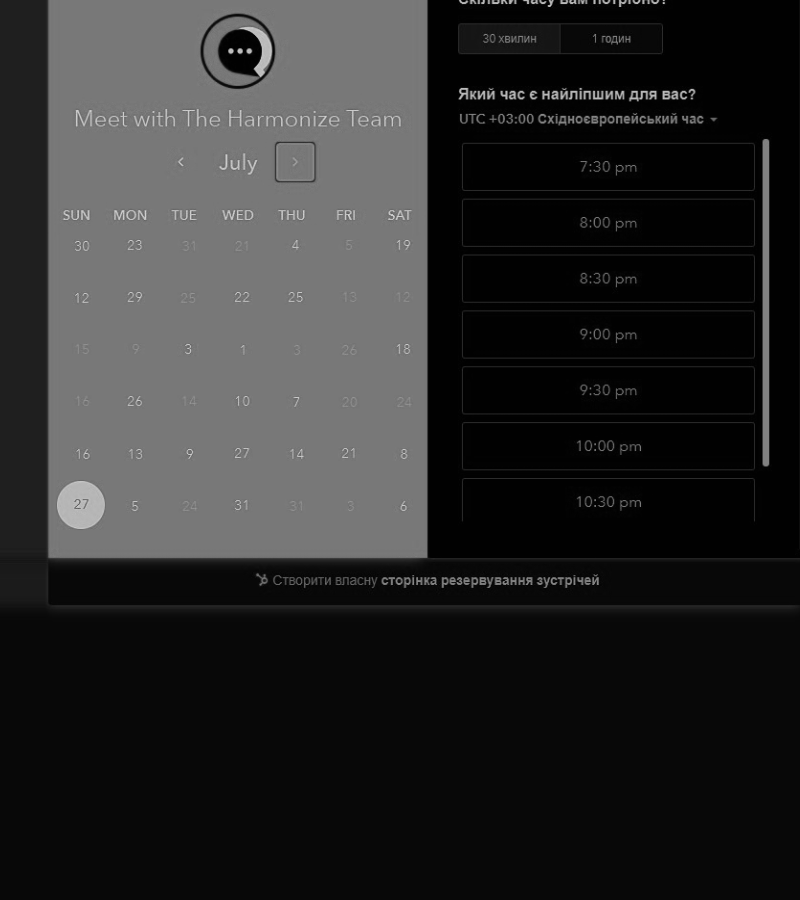 Meet with The Harmonize Team
July
SUN MON TUE WED THU FRI SAT
30 23 31 21 4 5 19
12 29 25 22 25 13 12
15 9 3 1 3 26 18
16 26 14 10 7 20 24
16 13 9 27 14 21 8
27 5 24 31 31 3 6
Скільки часу вам потрібно?
30 хвилин 1 годин
Який час є найліпшим для вас?
UTC +03:00 Східноєвропейський час
7:30 pm
8:00 pm
8:30 pm
9:00 pm
9:30 pm
10:00 pm
10:30 pm
Створити власну сторінка резервування зустрічей